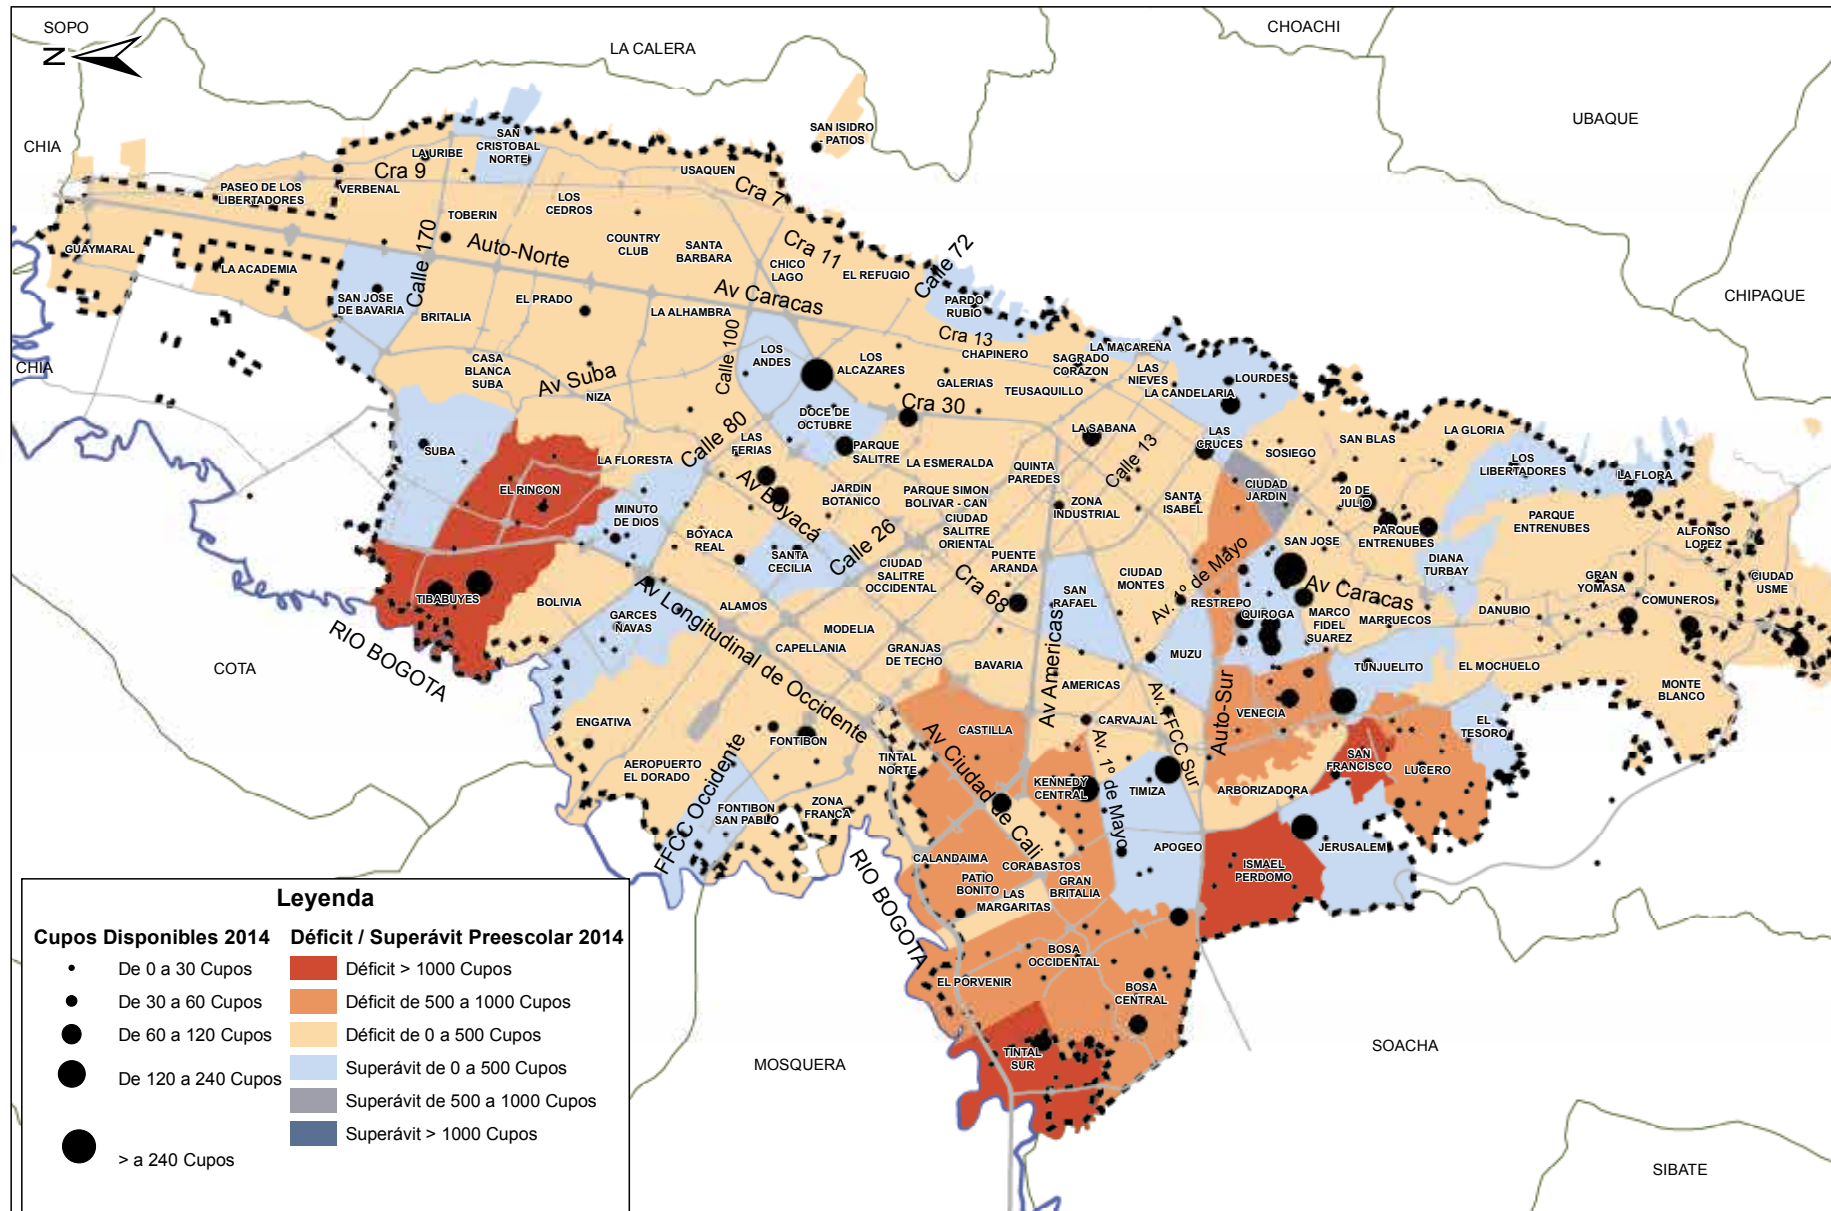 SOPO
CHOACHI
LA CALERA
N
UBAQUE
CHIA
CHIPAQUE
CHIA
SAN ISIDRO
- PATIOS
SAN
CRISTOBAL
NORTE
LA URIBE
Cra 9
VERBENAL
PASEO DE LOS
LIBERTADORES
USAQUEN
Cra 7
LOS
CEDROS
TOBERIN
GUAYMARAL
LA ACADEMIA
Calle 170
Auto-Norte
COUNTRY
CLUB
SANTA
BARBARA
CHICO
LAGO
Cra 11
EL REFUGIO
Calle 72
SAN JOSE
DE BAVARIA
BRITALIA
EL PRADO
LA ALHAMBRA
Av Caracas
PARDO
RUBIO
Cra 13
CHAPINERO
LA MACARENA
SAGRADO
CORAZON
CASA
BLANCA
SUBA
Av Suba
NIZA
Calle 100
LOS
ANDES
LOS
ALCAZARES
GALERIAS
TEUSAQUILLO
LAS
NIEVES
LA CANDELARIA
LOURDES
Cra 30
DOCE DE
OCTUBRE
PARQUE
SALITRE
Calle 80
LAS
FERIAS
LA SABANA
LAS
CRUCES
SOSIEGO
SAN BLAS
LA GLORIA
SUBA
LA FLORESTA
EL RINCON
LA ESMERALDA
QUINTA
PAREDES
Calle 13
CIUDAD
JARDIN
LOS
LIBERTADORES
LA FLORA
Av Boyacá
JARDIN
BOTANICO
PARQUE SIMON
BOLIVAR - CAN
ZONA
INDUSTRIAL
SANTA
ISABEL
20 DE
JULIO
MINUTO
DE DIOS
BOYACA
REAL
Calle 26
CIUDAD
SALITRE
ORIENTAL
PARQUE
ENTRENUBES
PARQUE
ENTRENUBES
ALFONSO
LOPEZ
SANTA
CECILIA
CIUDAD
SALITRE
OCCIDENTAL
PUENTE
ARANDA
Cra 68
SAN JOSE
DIANA
TURBAY
TIBABUYES
BOLIVIA
GARCES
NAVAS
ALAMOS
SAN
RAFAEL
CIUDAD
MONTES
Av. 1º de Mayo
RESTREPO
QUIROGA
Av Caracas
MARCO
FIDEL
SUAREZ
MARRUECOS
DANUBIO
GRAN
YOMASA
COMUNEROS
CIUDAD
USME
Av Longitudinal de Occidente
MODELIA
CAPELLANIA
GRANJAS
DE TECHO
BAVARIA
Av Americas
AMERICAS
MUZU
TUNJUELITO
EL MOCHUELO
MONTE
BLANCO
RIO BOGOTA
COTA
ENGATIVA
FONTIBON
AEROPUERTO
EL DORADO
TINTAL
NORTE
CASTILLA
CARVAJAL
Av. FFCC Sur
Auto-Sur
VENECIA
EL
TESORO
SAN
FRANCISCO
LUCERO
FFCC Occidente
FONTIBON
SAN PABLO
ZONA
FRANCA
Av Ciudad de Cali
KENNEDY
CENTRAL
Av. 1º de Mayo
TIMIZA
ARBORIZADORA
APOGEO
JERUSALEM
ISMAEL
PERDOMO
RIO BOGOTA
CALANDAIMA
CORABASTOS
PATIO
BONITO
LAS
MARGARITAS
GRAN
BRITALIA
BOSA
OCCIDENTAL
EL PORVENIR
BOSA
CENTRAL
TINTAL
SUR
MOSQUERA
SOACHA
SIBATE
Leyenda
Cupos Disponibles 2014
De 0 a 30 Cupos
De 30 a 60 Cupos
De 60 a 120 Cupos
De 120 a 240 Cupos
> a 240 Cupos
Déficit / Superávit Preescolar 2014
Déficit > 1000 Cupos
Déficit de 500 a 1000 Cupos
Déficit de 0 a 500 Cupos
Superávit de 0 a 500 Cupos
Superávit de 500 a 1000 Cupos
Superávit > 1000 Cupos